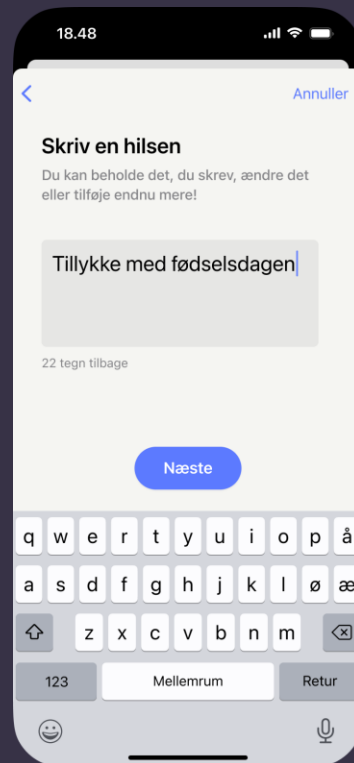 18.48
Annuller
Skriv en hilsen
Du kan beholde det, du skrev, ændre det
eller tilføje endnu mere!
Tillykke med fødselsdagen
22 tegn tilbage
Næste
q w e r t y u i o p å
a s d f g h j k l ø æ
z x c v b n m
123 Mellemrum Retur